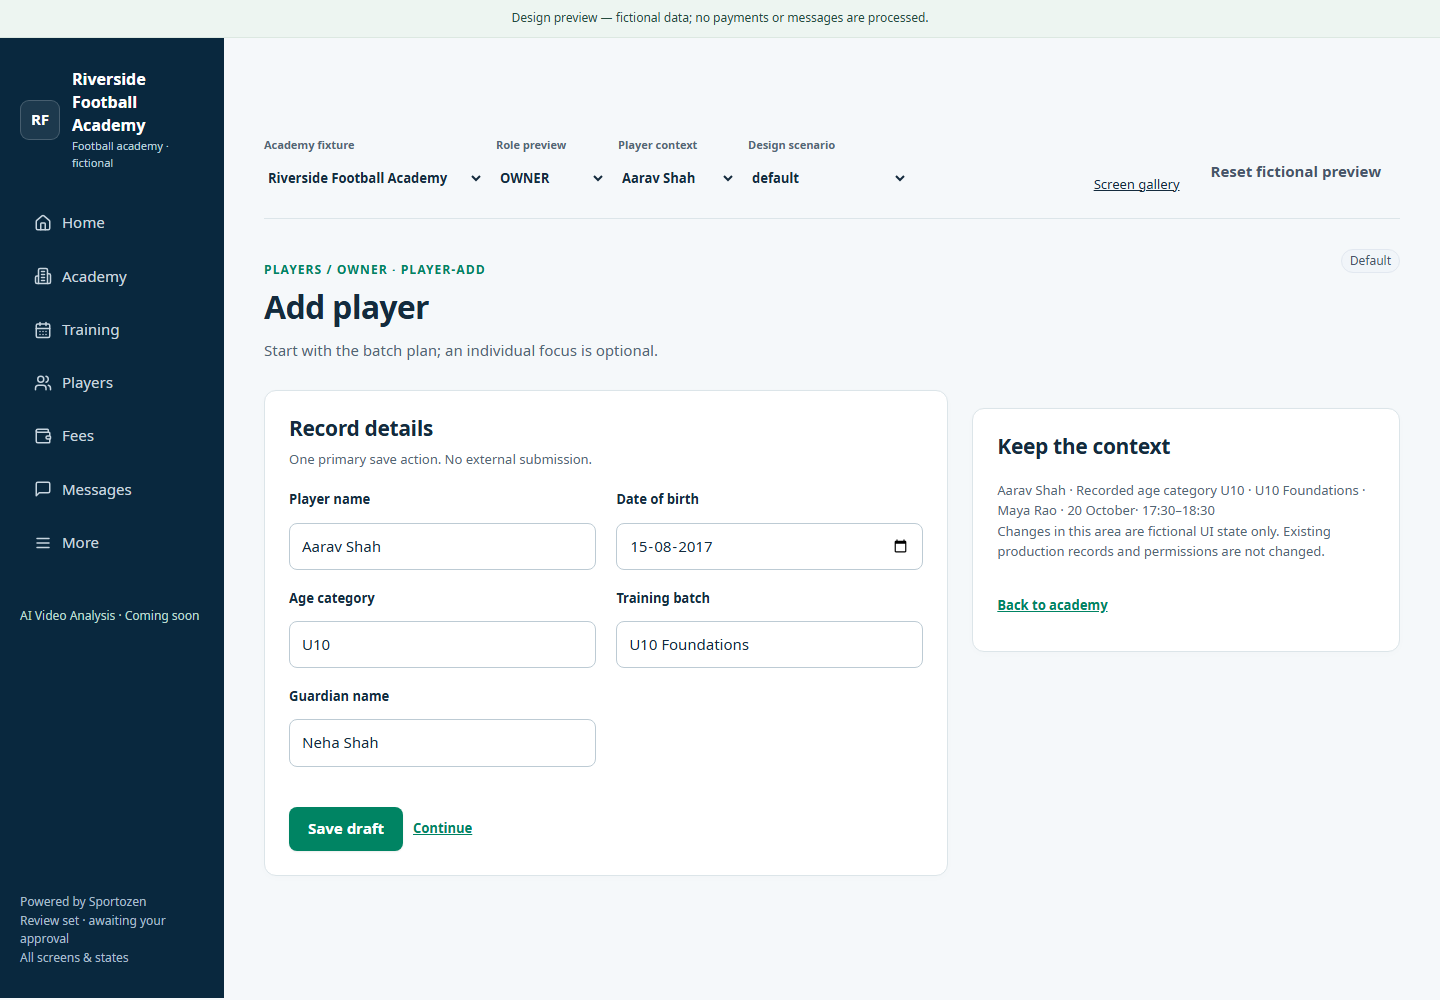 Design preview — fictional data; no payments or messages are processed.
RF
Riverside
Football
Academy
Football academy ·
fictional
Home
Academy
Training
Players
Fees
Messages
More
AI Video Analysis · Coming soon
Powered by Sportozen
Review set · awaiting your
approval
All screens & states
Academy fixture
Riverside Football Academy
Role preview
OWNER
Player context
Aarav Shah
Design scenario
default
Screen gallery
Reset fictional preview
PLAYERS / OWNER · PLAYER-ADD
Default
Add player
Start with the batch plan; an individual focus is optional.
Record details
One primary save action. No external submission.
Player name
Aarav Shah
Date of birth
15-08-2017
Age category
U10
Training batch
U10 Foundations
Guardian name
Neha Shah
Save draft
Continue
Keep the context
Aarav Shah · Recorded age category U10 · U10 Foundations ·
Maya Rao · 20 October· 17:30–18:30
Changes in this area are fictional UI state only. Existing
production records and permissions are not changed.
Back to academy